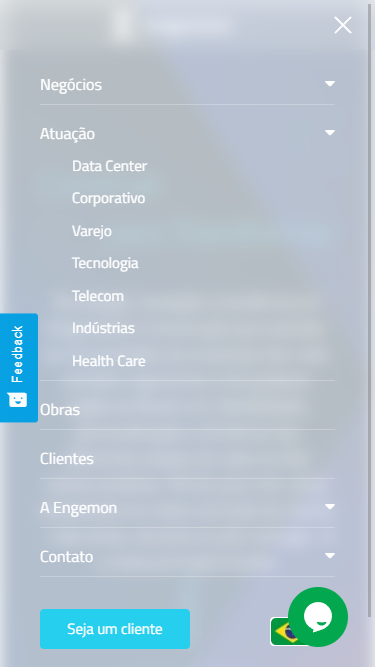 Negócios
Atuação
Data Center
Corporativo
Varejo
Tecnologia
Telecom
Indústrias
Health Care
Feedback
Obras
Clientes
A Engemon
Contato
Seja um cliente